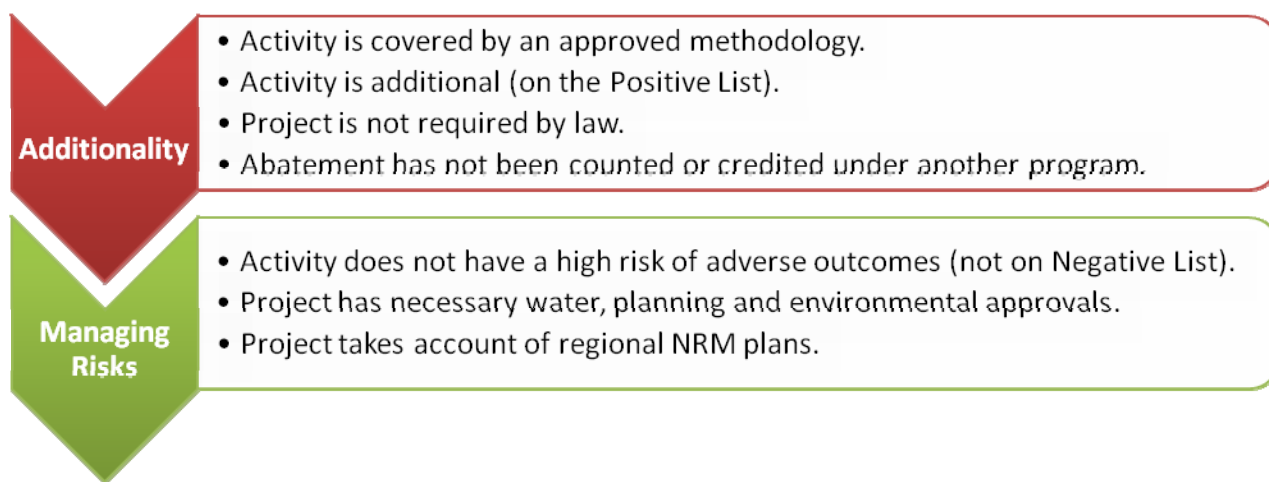 Additionality
• Activity is covered by an approved methodology.
• Activity is additional (on the Positive List).
• Project is not required by law.
• Abatement has not been counted or credited under another program.
Managing
Risks
• Activity does not have a high risk of adverse outcomes (not on Negative List).
• Project has necessary water, planning and environmental approvals.
• Project takes account of regional NRM plans.